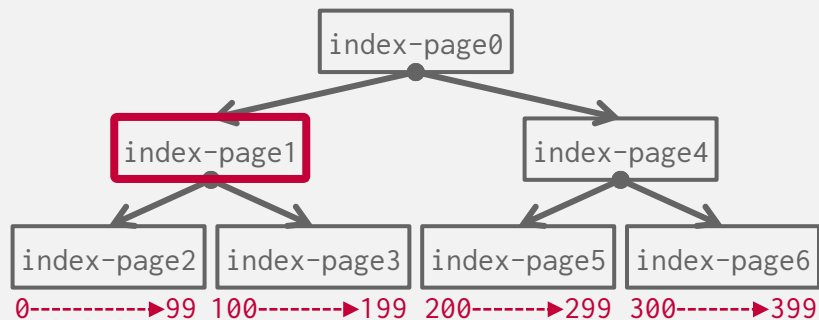 index-page0
index-page1 index-page4
index-page2 index-page3 index-page5 index-page6
0 99 100 199 200 299 300 399